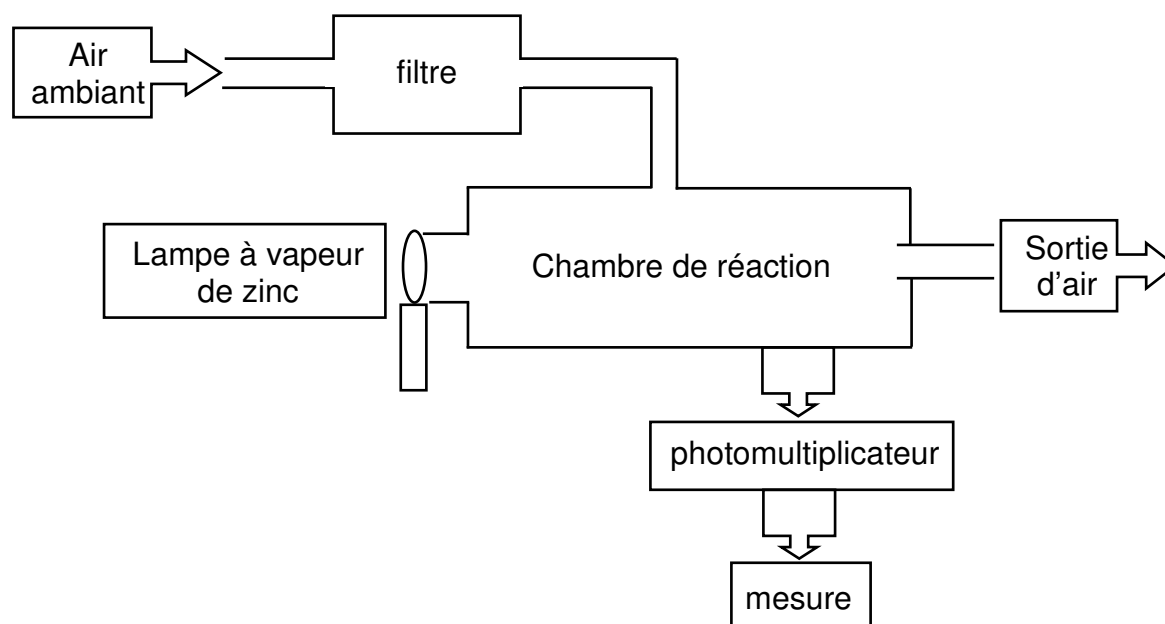 Air
ambiant
filtre
Lampe à vapeur
de zinc
Chambre de réaction
Sortie
d'air
photomultiplicateur
mesure